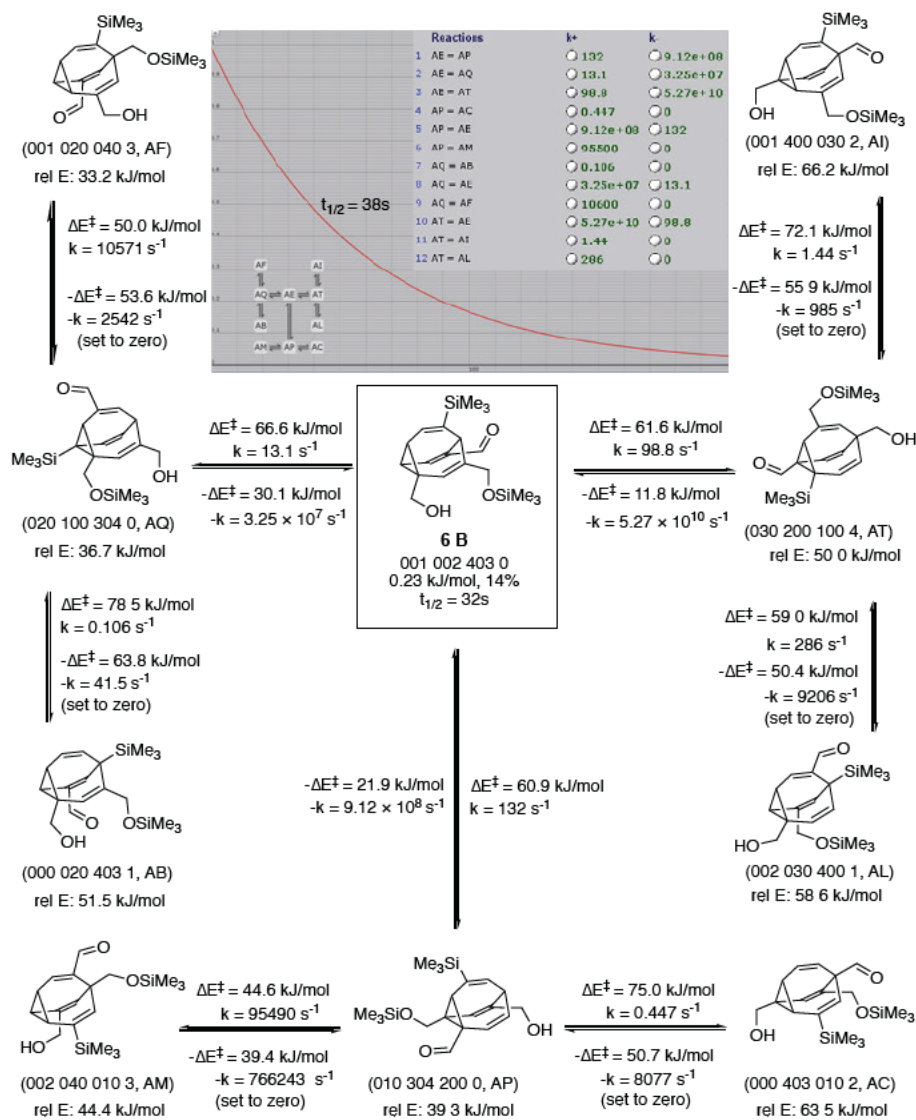 SiMe₃
OSiMe₃
O
OH
(001 020 040 3, AF)
rel E: 33.2 kJ/mol
Reactions k+ k-
1 AE = AP 132 9.12e+08
2 AE = AQ 13.1 3.25e+07
3 AE = AT 98.8 5.27e+10
4 AP = AC 0.447 0
5 AP = AE 9.12e+08 132
6 AP = AM 95500 0
7 AQ = AB 0.106 0
8 AQ = AE 3.25e+07 13.1
9 AQ = AF 10600 0
10 AT = AE 5.27e+10 98.8
11 AT = AI 1.44 0
12 AT = AL 286 0
t₁/₂ = 38s
AF AI
AQ AE AT
AB AL
AM AP AC
100
SiMe₃
O
OH
OSiMe₃
(001 400 030 2, AI)
rel E: 66.2 kJ/mol
ΔE‡ = 50.0 kJ/mol
k = 10571 s⁻¹
-ΔE‡ = 53.6 kJ/mol
-k = 2542 s⁻¹
(set to zero)
ΔE‡ = 72.1 kJ/mol
k = 1.44 s⁻¹
-ΔE‡ = 55 9 kJ/mol
-k = 985 s⁻¹
(set to zero)
O
Me₃Si
OH
OSiMe₃
(020 100 304 0, AQ)
rel E: 36.7 kJ/mol
ΔE‡ = 66.6 kJ/mol
k = 13.1 s⁻¹
-ΔE‡ = 30.1 kJ/mol
-k = 3.25 × 10⁷ s⁻¹
SiMe₃
O
OSiMe₃
OH
6 B
001 002 403 0
0.23 kJ/mol, 14%
t₁/₂ = 32s
ΔE‡ = 61.6 kJ/mol
k = 98.8 s⁻¹
-ΔE‡ = 11.8 kJ/mol
-k = 5.27 × 10¹⁰ s⁻¹
OSiMe₃
OH
O
Me₃Si
(030 200 100 4, AT)
rel E: 50 0 kJ/mol
ΔE‡ = 78 5 kJ/mol
k = 0.106 s⁻¹
-ΔE‡ = 63.8 kJ/mol
-k = 41.5 s⁻¹
(set to zero)
ΔE‡ = 59 0 kJ/mol
k = 286 s⁻¹
-ΔE‡ = 50.4 kJ/mol
-k = 9206 s⁻¹
(set to zero)
-ΔE‡ = 21.9 kJ/mol
-k = 9.12 × 10⁸ s⁻¹
ΔE‡ = 60.9 kJ/mol
k = 132 s⁻¹
SiMe₃
O
OSiMe₃
OH
(000 020 403 1, AB)
rel E: 51.5 kJ/mol
O
SiMe₃
HO
OSiMe₃
(002 030 400 1, AL)
rel E: 58 6 kJ/mol
O
OSiMe₃
HO
SiMe₃
(002 040 010 3, AM)
rel E: 44.4 kJ/mol
ΔE‡ = 44.6 kJ/mol
k = 95490 s⁻¹
-ΔE‡ = 39.4 kJ/mol
-k = 766243 s⁻¹
(set to zero)
Me₃Si
Me₃SiO
OH
O
(010 304 200 0, AP)
rel E: 39 3 kJ/mol
ΔE‡ = 75.0 kJ/mol
k = 0.447 s⁻¹
-ΔE‡ = 50.7 kJ/mol
-k = 8077 s⁻¹
(set to zero)
O
OSiMe₃
OH
SiMe₃
(000 403 010 2, AC)
rel E: 63 5 kJ/mol